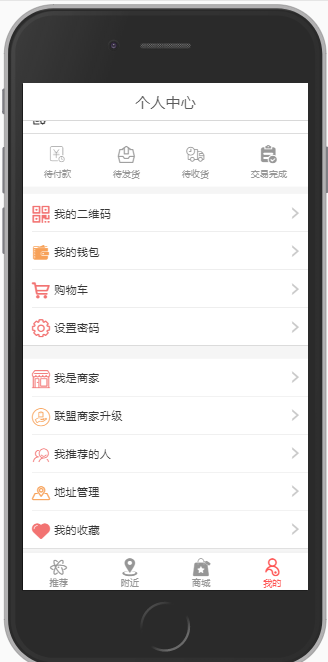 个人中心
待付款 待发货 待收货 交易完成
我的二维码
我的钱包
购物车
设置密码
我是商家
联盟商家升级
我推荐的人
地址管理
我的收藏
推荐 附近 商城 我的